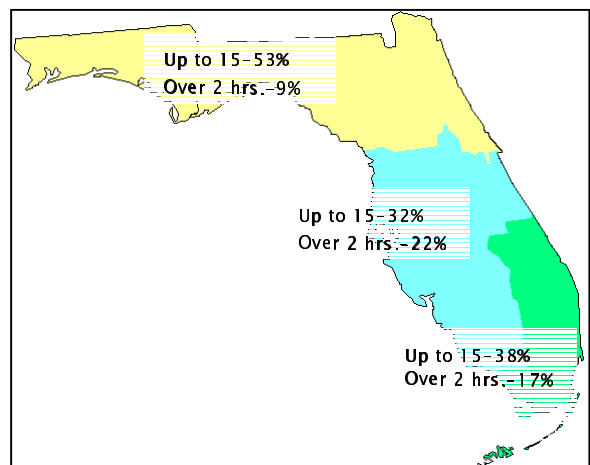 Up to 15-53%
Over 2 hrs.-9%
Up to 15-32%
Over 2 hrs.-22%
Up to 15-38%
Over 2 hrs.-17%